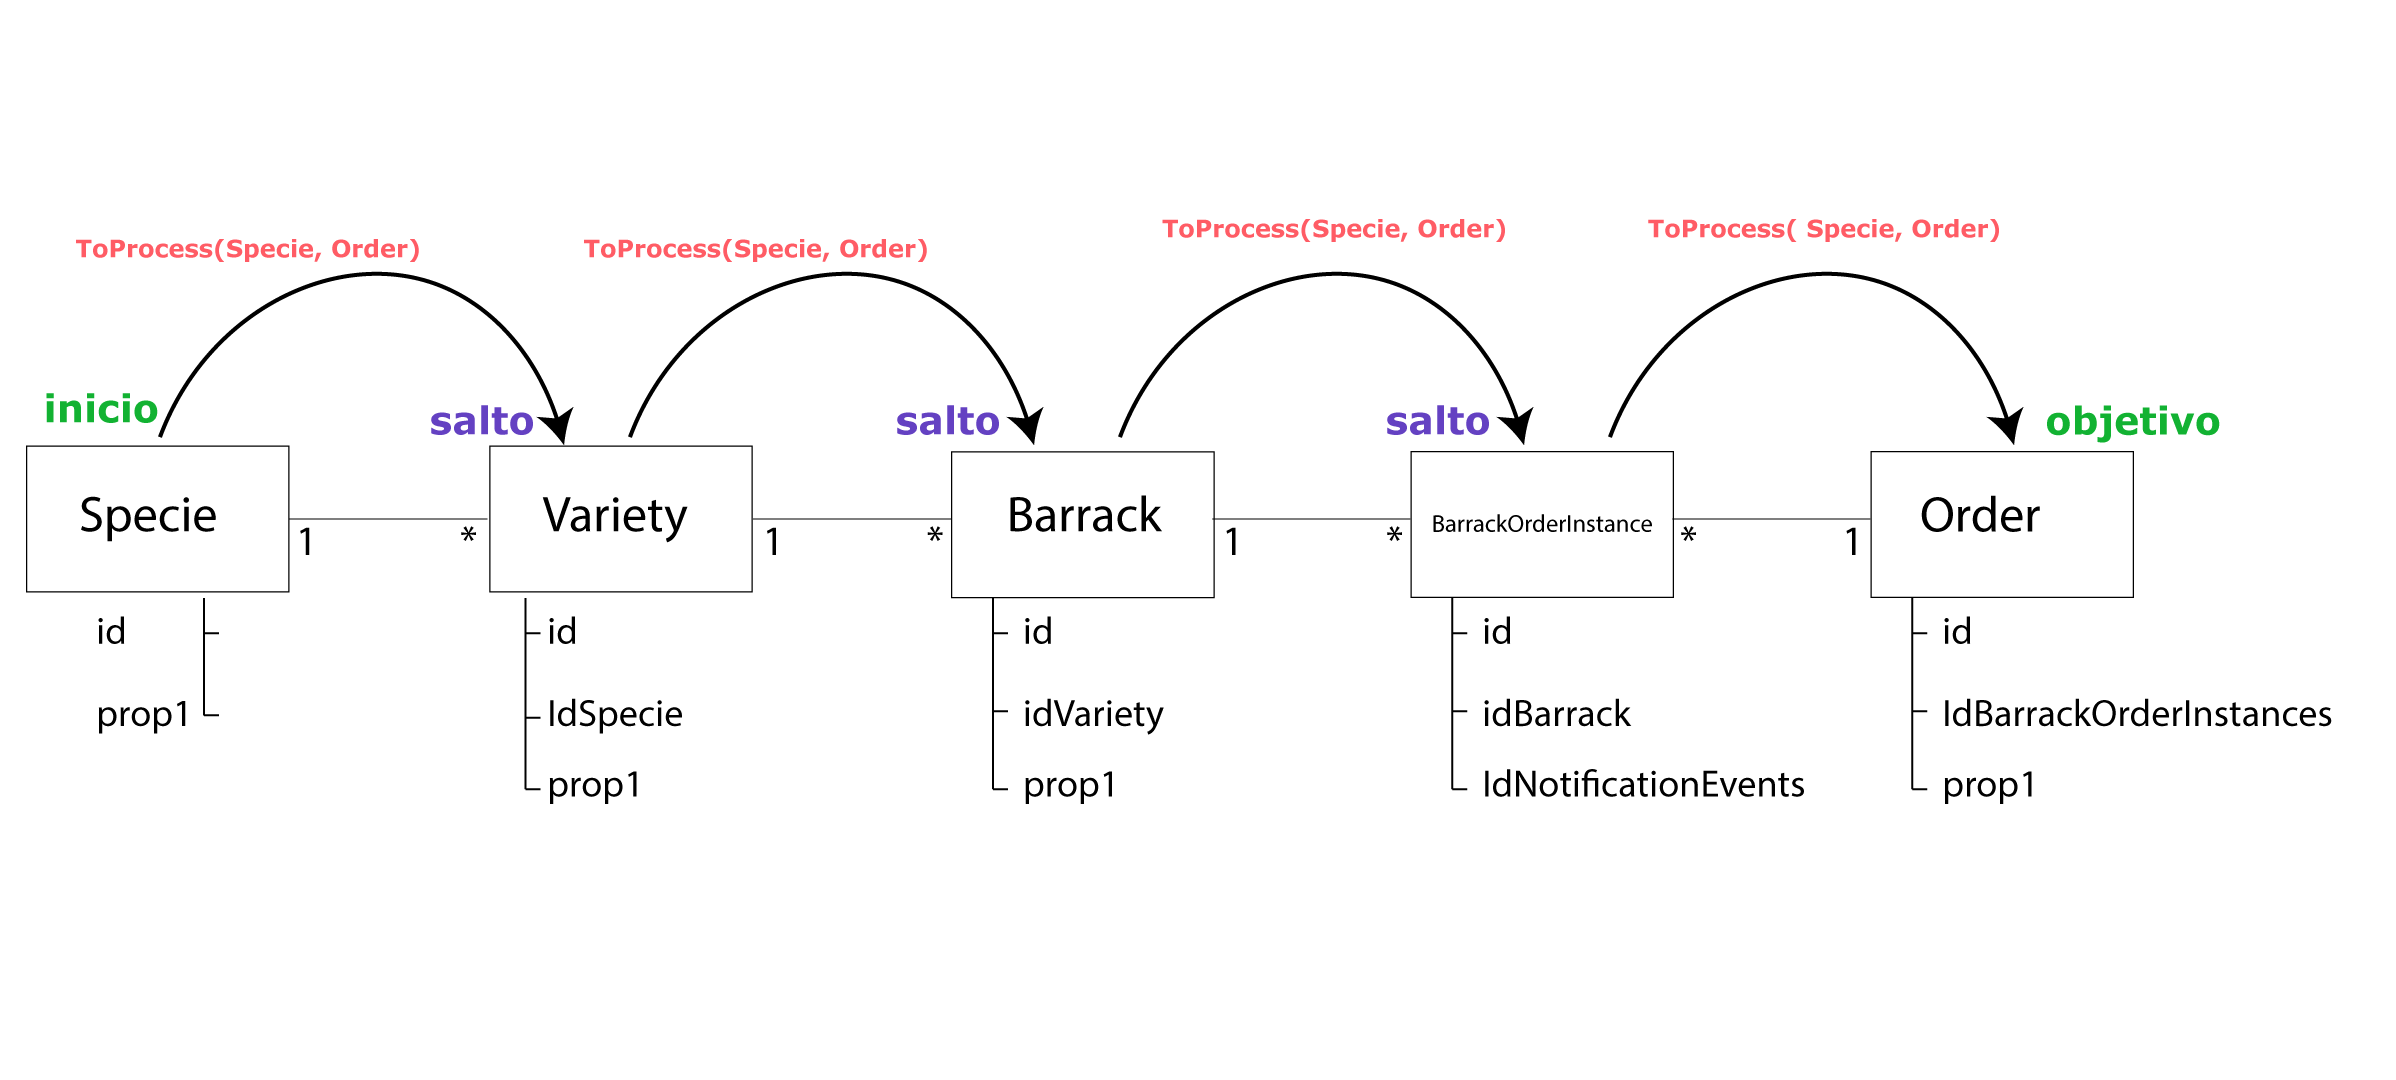 ToProcess(Specie, Order)
ToProcess(Specie, Order)
ToProcess(Specie, Order)
ToProcess( Specie, Order)
inicio
salto
salto
salto
objetivo
Specie
1
*
Variety
1
*
Barrack
1
*
BarrackOrderInstance
*
1
Order
id
prop1
id
IdSpecie
prop1
id
idVariety
prop1
id
idBarrack
IdNotificationEvents
id
IdBarrackOrderInstances
prop1